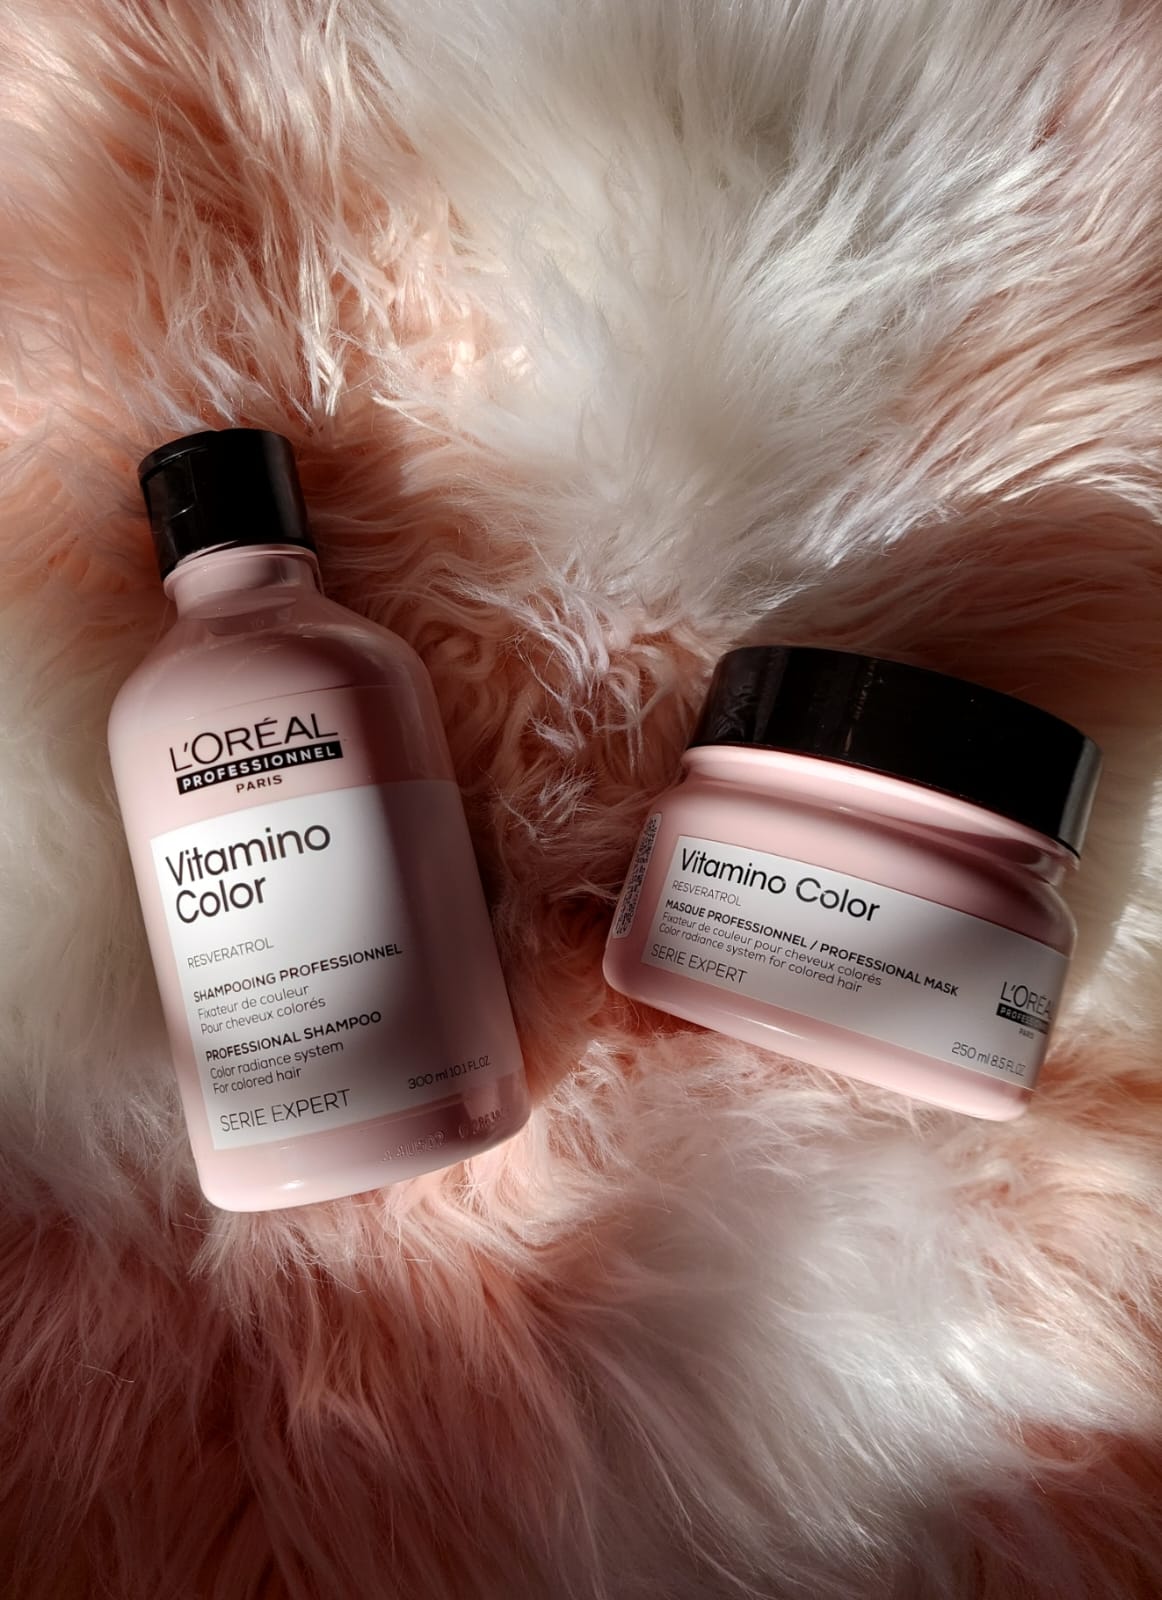 L'ORÉAL
PROFESSIONNEL
PARIS
Vitamino
Color
RESVERATROL
SHAMPOOING PROFESSIONNEL
Fixateur de couleur
Pour cheveux colorés
PROFESSIONAL SHAMPOO
Color radiance system
For colored hair
300 ml 10.1 FL.OZ
SERIE EXPERT
Vitamino Color
RESVERATROL
MASQUE PROFESSIONNEL / PROFESSIONAL MASK
Fixateur de couleur pour cheveux colorés
Color radiance system for colored hair
SERIE EXPERT
L'ORÉA
PROFESS
PARIS
250 ml 8.5 FL.OZ